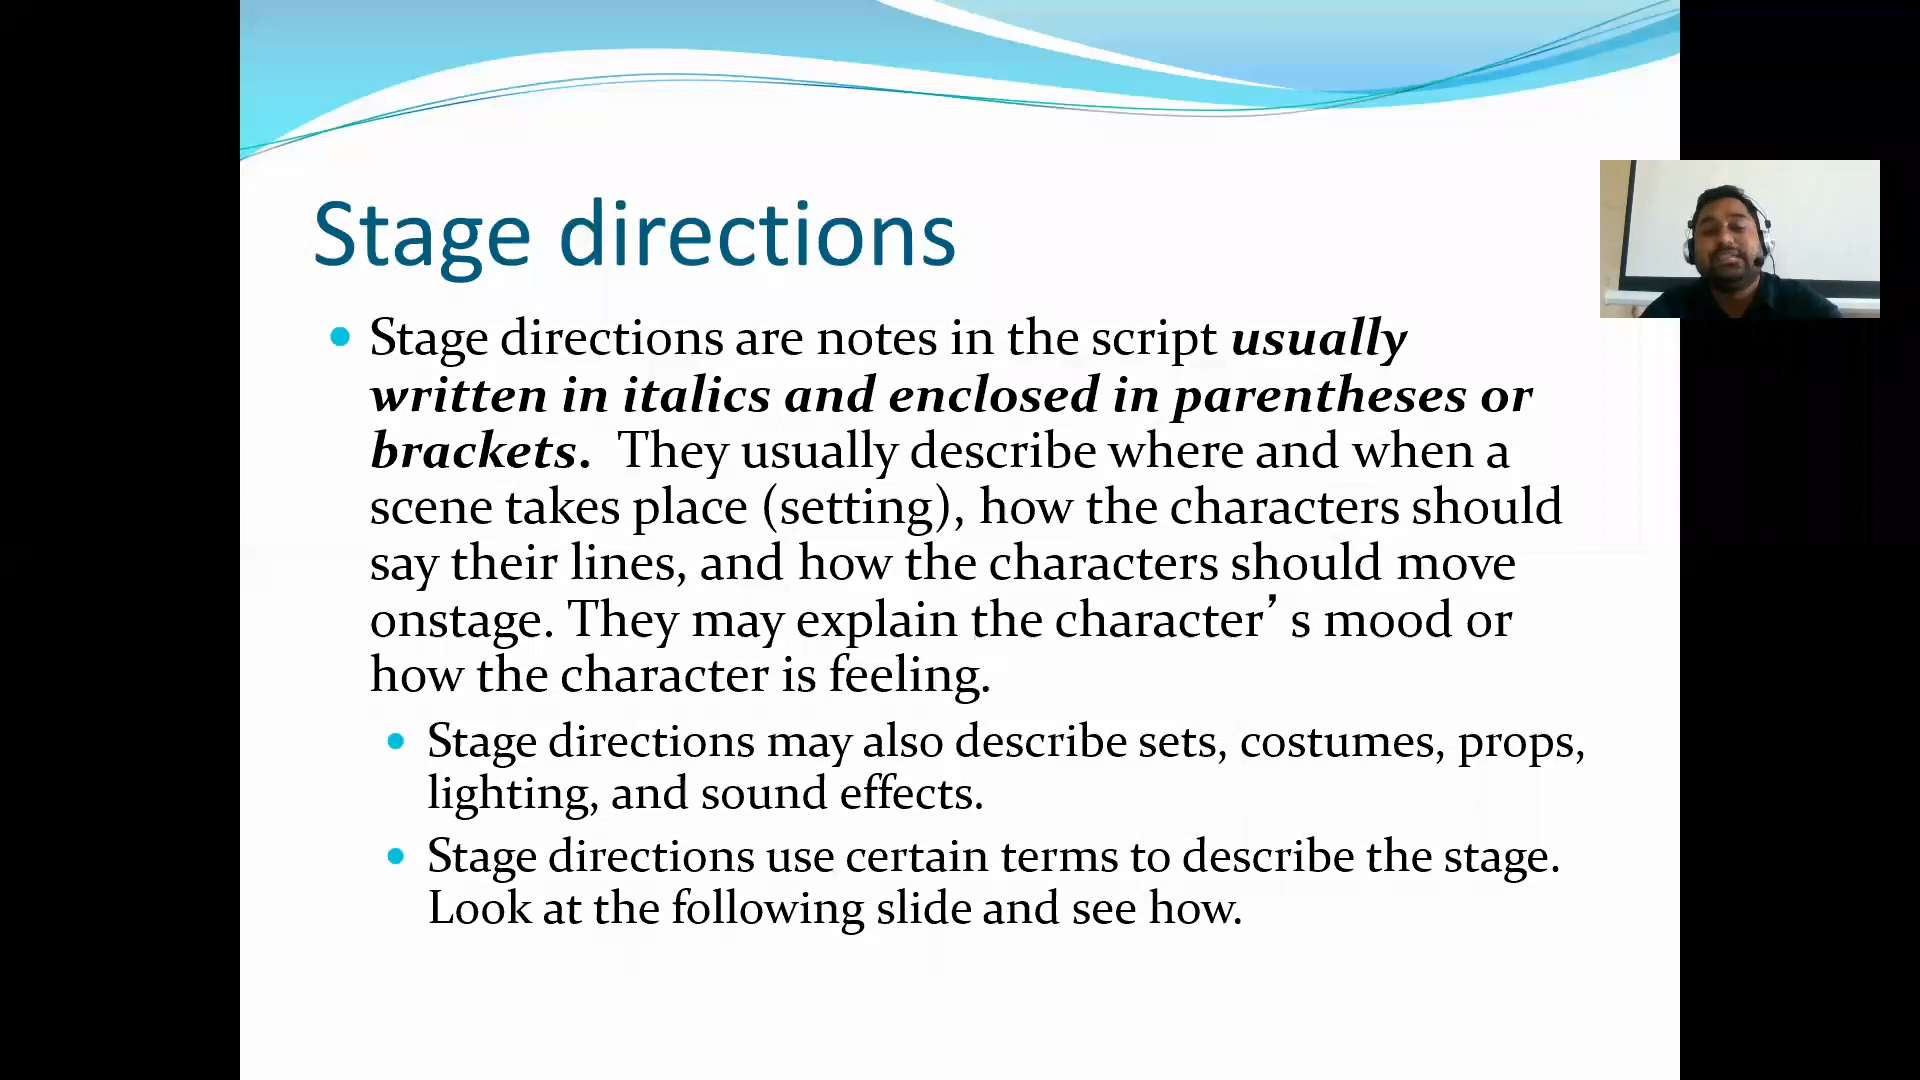 Stage directions
• Stage directions are notes in the script usually
written in italics and enclosed in parentheses or
brackets.  They usually describe where and when a
scene takes place (setting), how the characters should
say their lines, and how the characters should move
onstage. They may explain the character’s mood or
how the character is feeling.
• Stage directions may also describe sets, costumes, props,
lighting, and sound effects.
• Stage directions use certain terms to describe the stage.
Look at the following slide and see how.